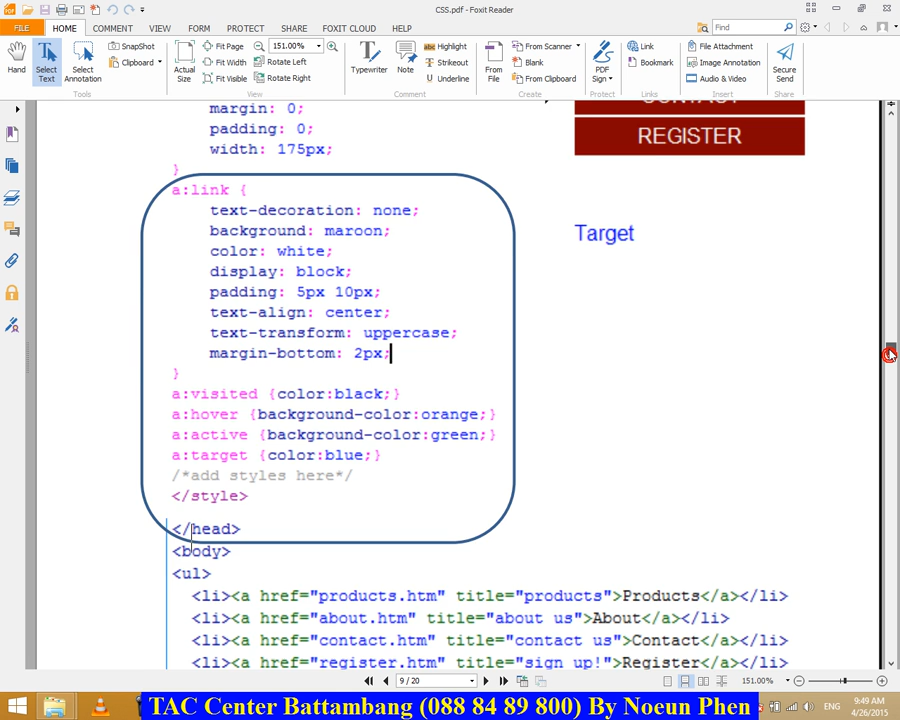 CSS.pdf - Foxit Reader
FILE HOME COMMENT VIEW FORM PROTECT SHARE FOXIT CLOUD HELP
Find
Hand
Select Text
Select Annotation
SnapShot
Clipboard
Tools
Actual Size
Fit Page
Fit Width
Fit Visible
151.00%
Rotate Left
Rotate Right
View
Typewriter
Note
Highlight
Strikeout
Underline
Comment
From File
From Scanner
Blank
From Clipboard
Create
PDF Sign
Protect
Link
Bookmark
Links
File Attachment
Image Annotation
Audio & Video
Insert
Secure Send
Share
margin: 0;
padding: 0;
width: 175px;
}
a:link {
text-decoration: none;
background: maroon;
color: white;
display: block;
padding: 5px 10px;
text-align: center;
text-transform: uppercase;
margin-bottom: 2px;
}
a:visited {color:black;}
a:hover {background-color:orange;}
a:active {background-color:green;}
a:target {color:blue;}
/*add styles here*/
</style>
</head>
<body>
<ul>
<li><a href="products.htm" title="products">Products</a></li>
<li><a href="about.htm" title="about us">About</a></li>
<li><a href="contact.htm" title="contact us">Contact</a></li>
<li><a href="register.htm" title="sign up!">Register</a></li>
CONTACT
REGISTER
Target
9 / 20
151.00%
TAC Center Battambang (088 84 89 800) By Noeun Phen
ENG
9:49 AM
4/26/2015